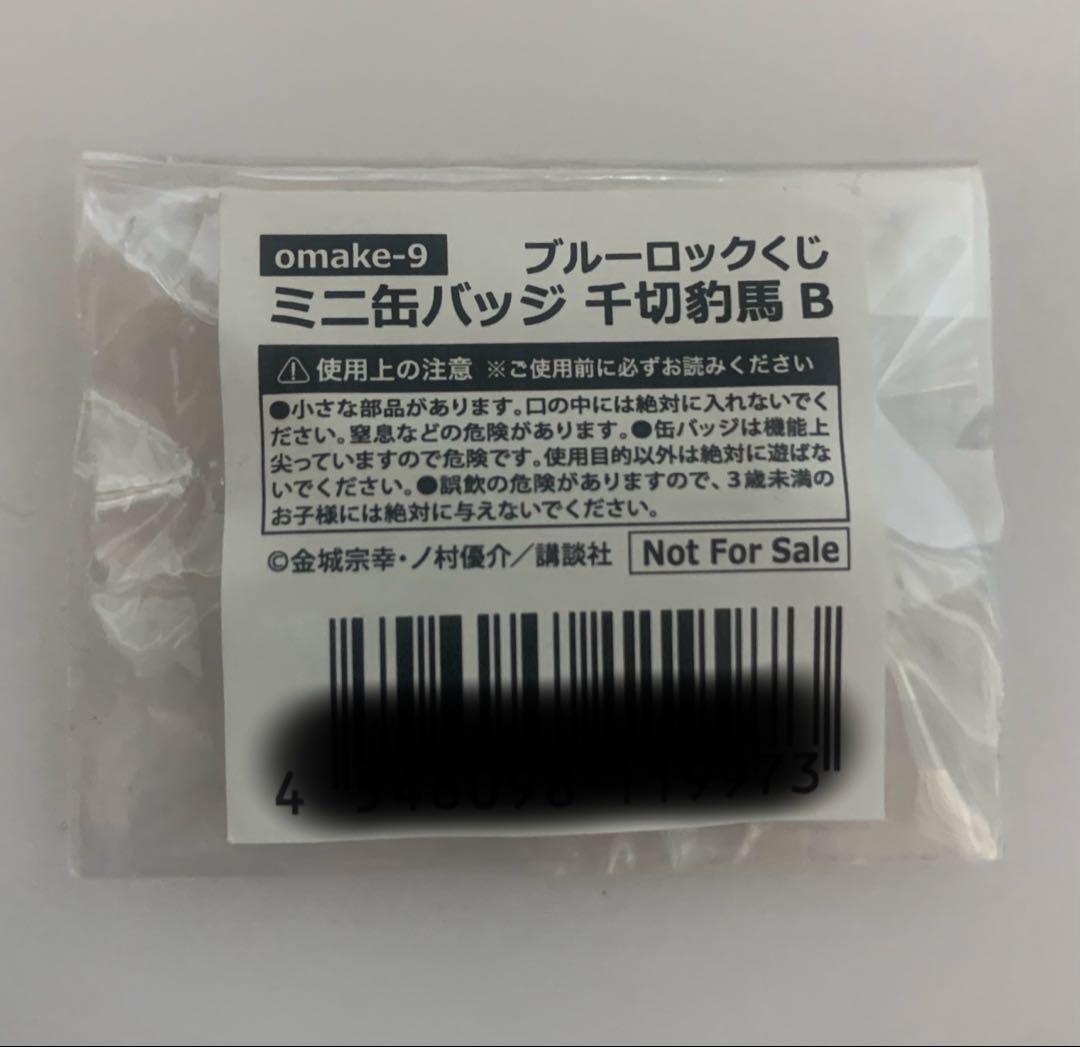 omake-9 ブルーロックくじ
ミニ缶バッジ 千切豹馬 B
⚠使用上の注意 ※ご使用前に必ずお読みください
●小さな部品があります。口の中には絶対に入れないでく
ださい。窒息などの危険があります。●缶バッジは機能上
尖っていますので危険です。使用目的以外は絶対に遊ばな
いでください。●誤飲の危険がありますので、3歳未満の
お子様には絶対に与えないでください。
©金城宗幸・ノ村優介／講談社 Not For Sale
4